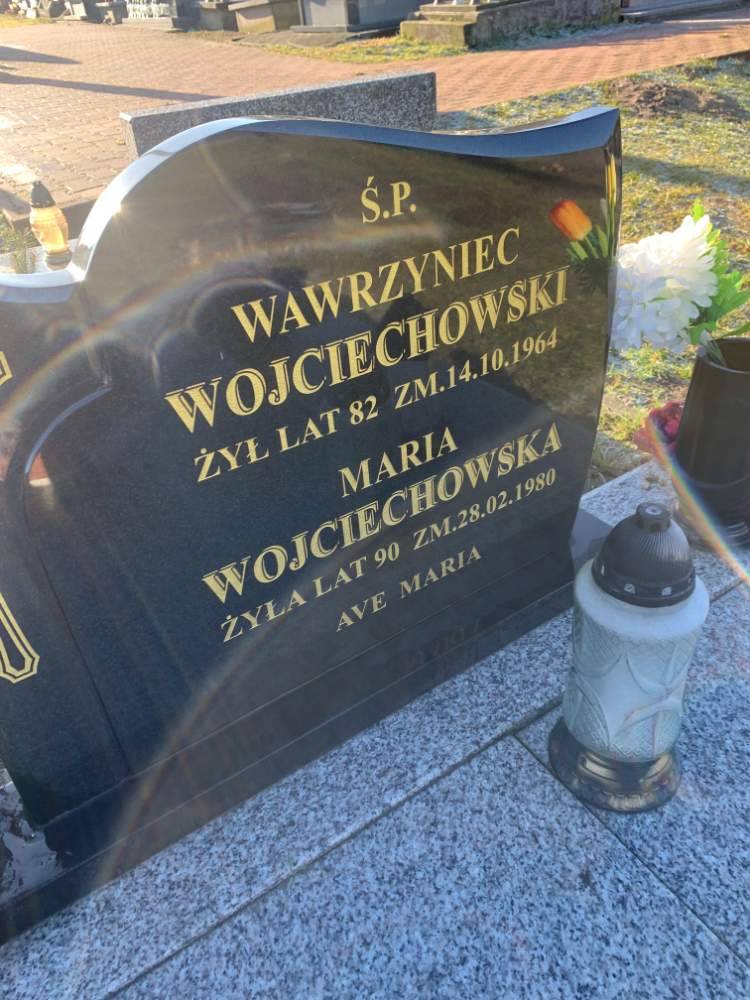 Ś.P.
WAWRZYNIEC
WOJCIECHOWSKI
ŻYŁ LAT 82 ZM.14.10.1964
MARIA
WOJCIECHOWSKA
ŻYŁA LAT 90 ZM.28.02.1980
AVE MARIA